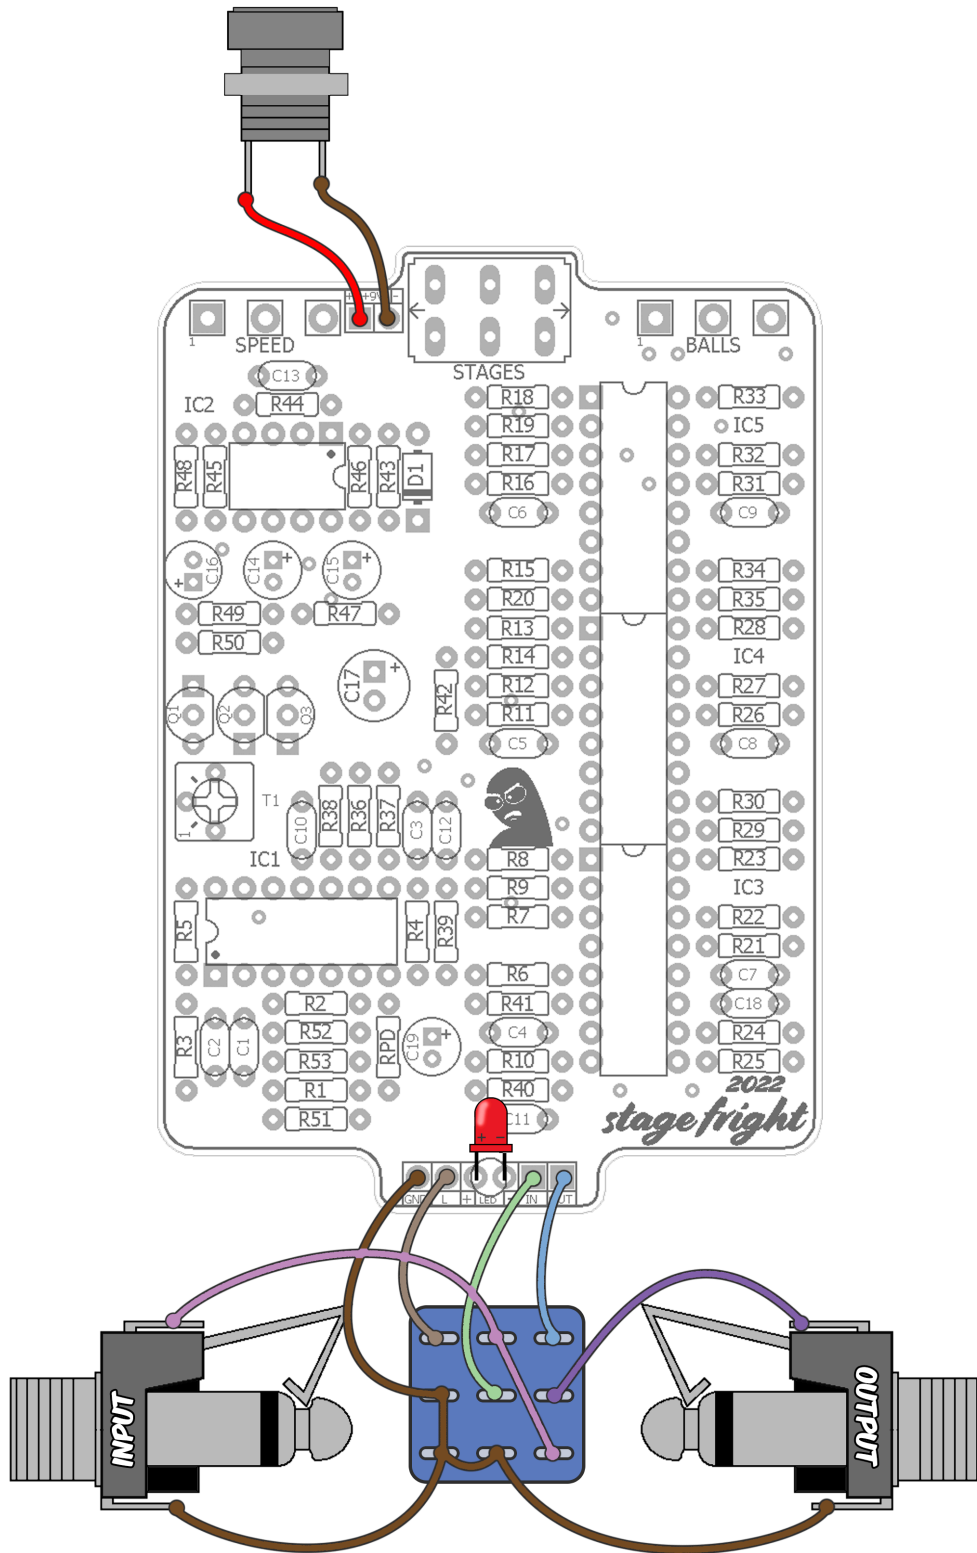 + +9V -
1
SPEED
1
BALLS
STAGES
C13
R44
IC2
R18
R33
R19
IC5
R17
R32
R16
R31
C6
C9
R48
R45
R46
R43
D1
C16
C14
C15
+
+
+
R15
R34
R20
R35
R49
R47
R13
R28
R50
R14
IC4
C17
+
R42
R12
R27
R11
R26
Q1
Q2
Q3
C5
C8
T1
1
C10
R38
R36
R37
C3
C12
R30
R29
IC1
R8
R23
R9
IC3
R5
R4
R39
R7
R22
R21
R6
C7
R2
R41
C18
R3
C2
C1
R52
RPD
C19
+
C4
R24
R53
R10
R25
R1
R40
2022
R51
C11
stage fright
+ -
GND L + LED - IN OUT
INPUT
OUTPUT